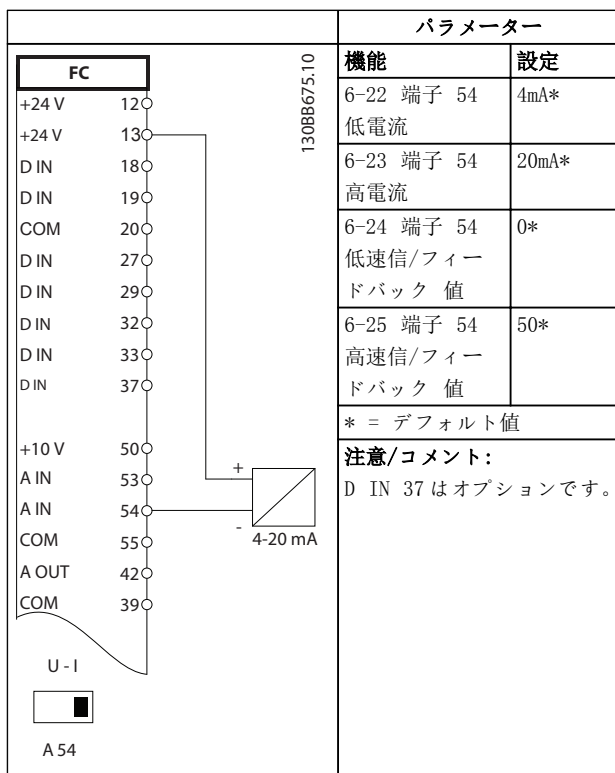 パラメーター
機能 設定
6-22 端子 54
低電流
4mA*
6-23 端子 54
高電流
20mA*
6-24 端子 54
低速信/フィー
ドバック 値
0*
6-25 端子 54
高速信/フィー
ドバック 値
50*
* = デフォルト値
注意/コメント:
D IN 37はオプションです。
FC
130BB675.10
+24 V 12
+24 V 13
D IN 18
D IN 19
COM 20
D IN 27
D IN 29
D IN 32
D IN 33
D IN 37
+10 V 50
A IN 53
A IN 54
COM 55
A OUT 42
COM 39
+
-
4-20 mA
U - I
A 54